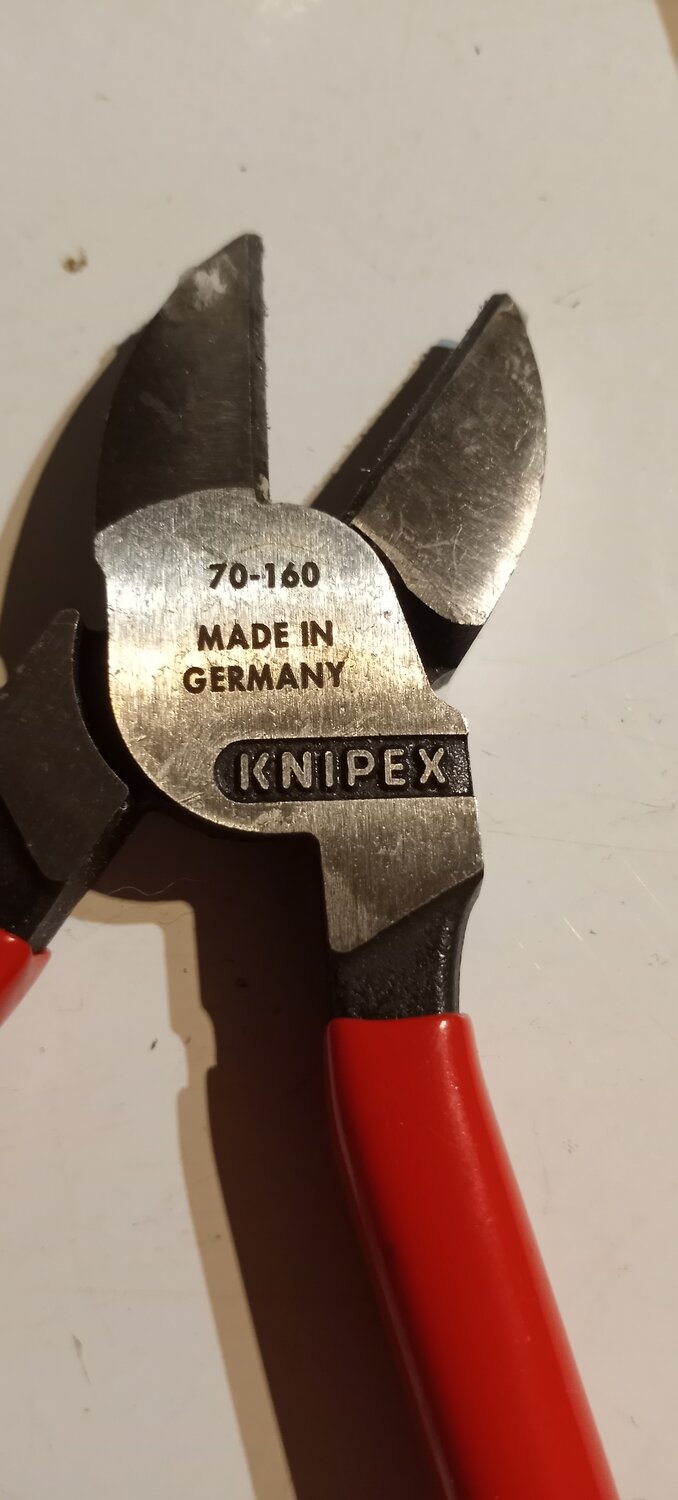 70-160
MADE IN
GERMANY
KNIPEX